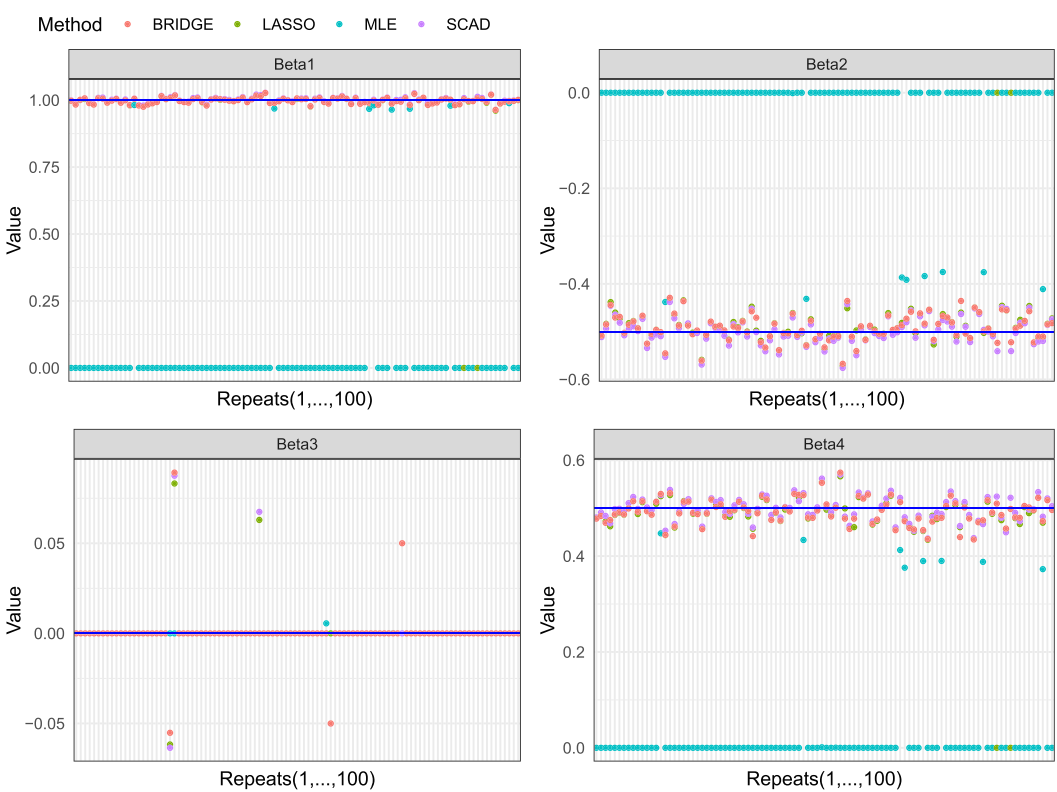 Method BRIDGE LASSO MLE SCAD
Beta1
Value
1.00
0.75
0.50
0.25
0.00
Repeats(1,...,100)
Beta2
Value
0.0
−0.2
−0.4
−0.6
Repeats(1,...,100)
Beta3
Value
0.05
0.00
−0.05
Repeats(1,...,100)
Beta4
Value
0.6
0.4
0.2
0.0
Repeats(1,...,100)